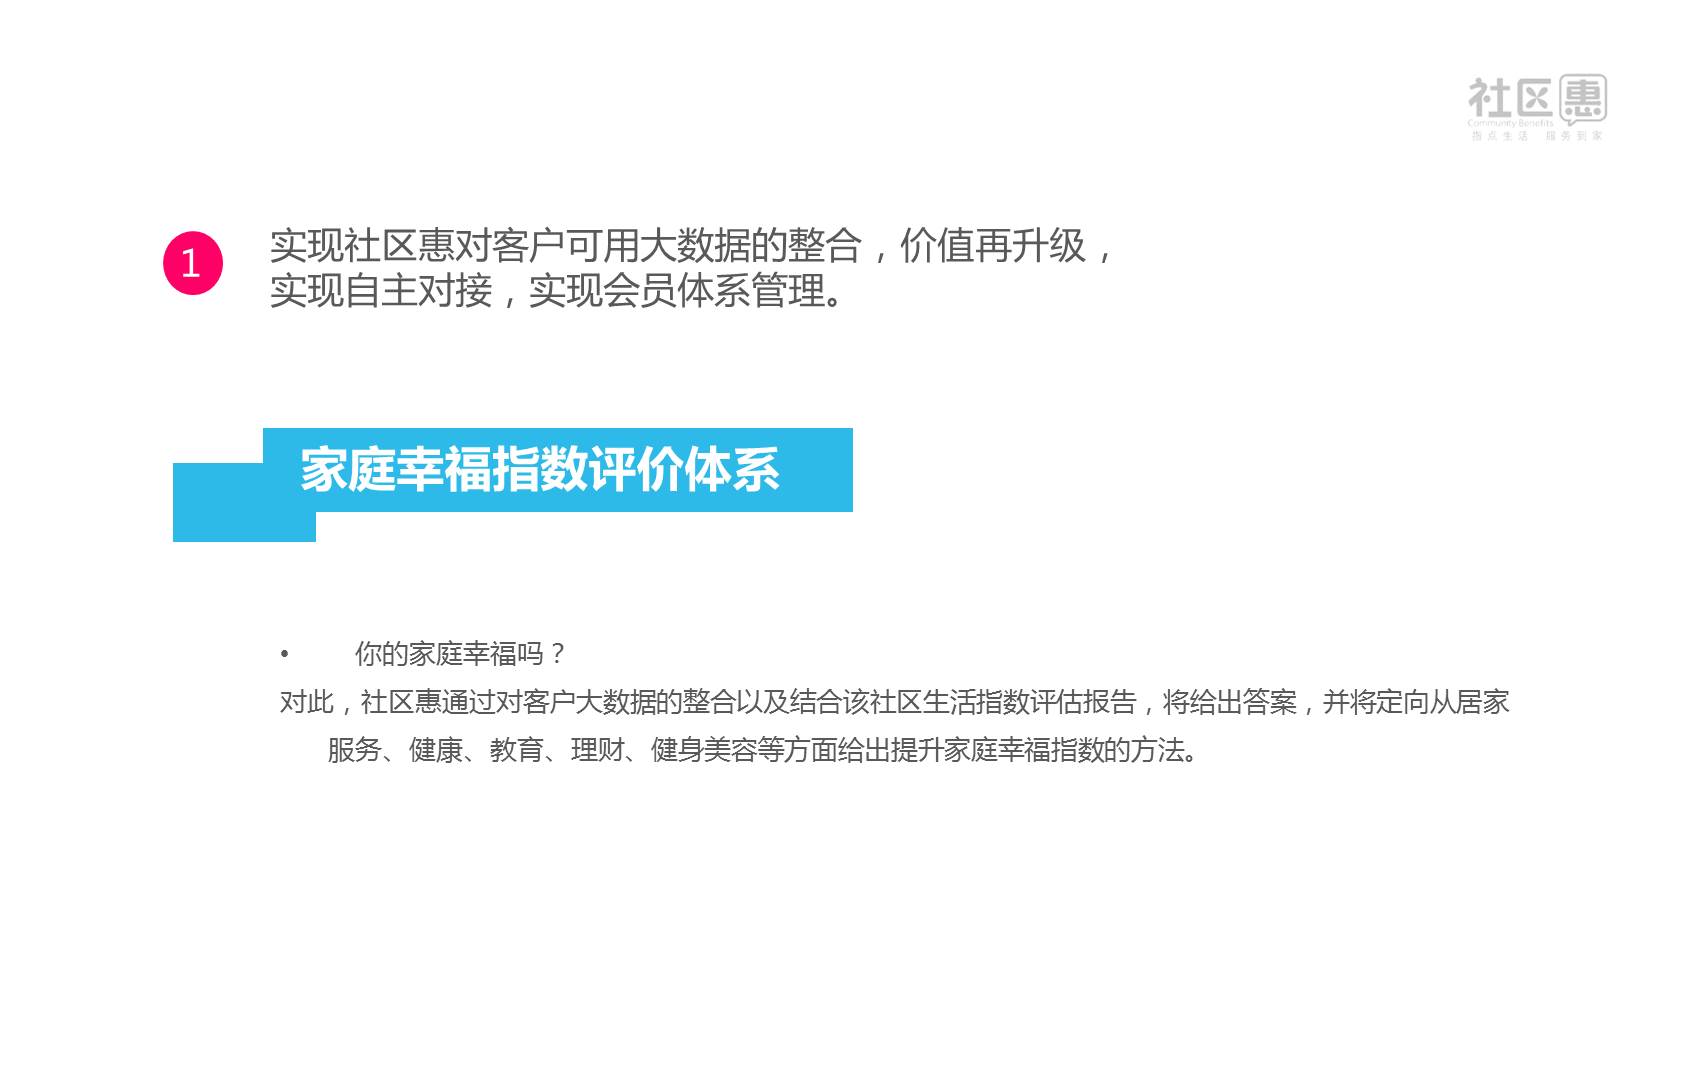 社区惠
Community Benefits
指点生活 服务到家
1
实现社区惠对客户可用大数据的整合，价值再升级，
实现自主对接，实现会员体系管理。
家庭幸福指数评价体系
• 你的家庭幸福吗？
对此，社区惠通过对客户大数据的整合以及结合该社区生活指数评估报告，将给出答案，并将定向从居家
服务、健康、教育、理财、健身美容等方面给出提升家庭幸福指数的方法。